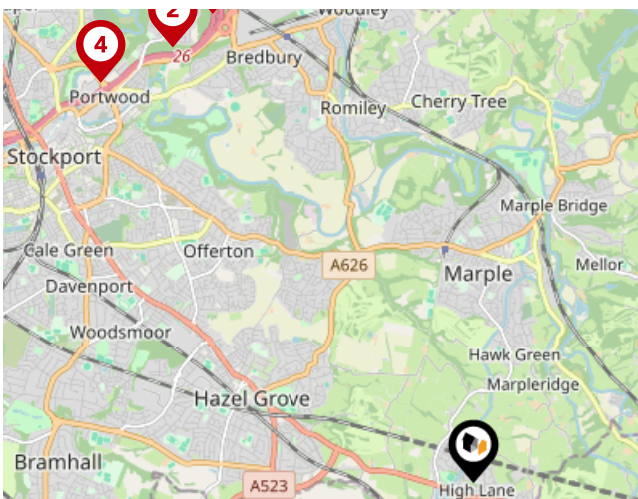 Woodley
2
4
26
Bredbury
Portwood
Romiley
Cherry Tree
Stockport
Marple Bridge
Cale Green
Offerton
A626
Marple
Mellor
Davenport
Woodsmoor
Hawk Green
Marpleridge
Hazel Grove
Bramhall
A523
High Lane